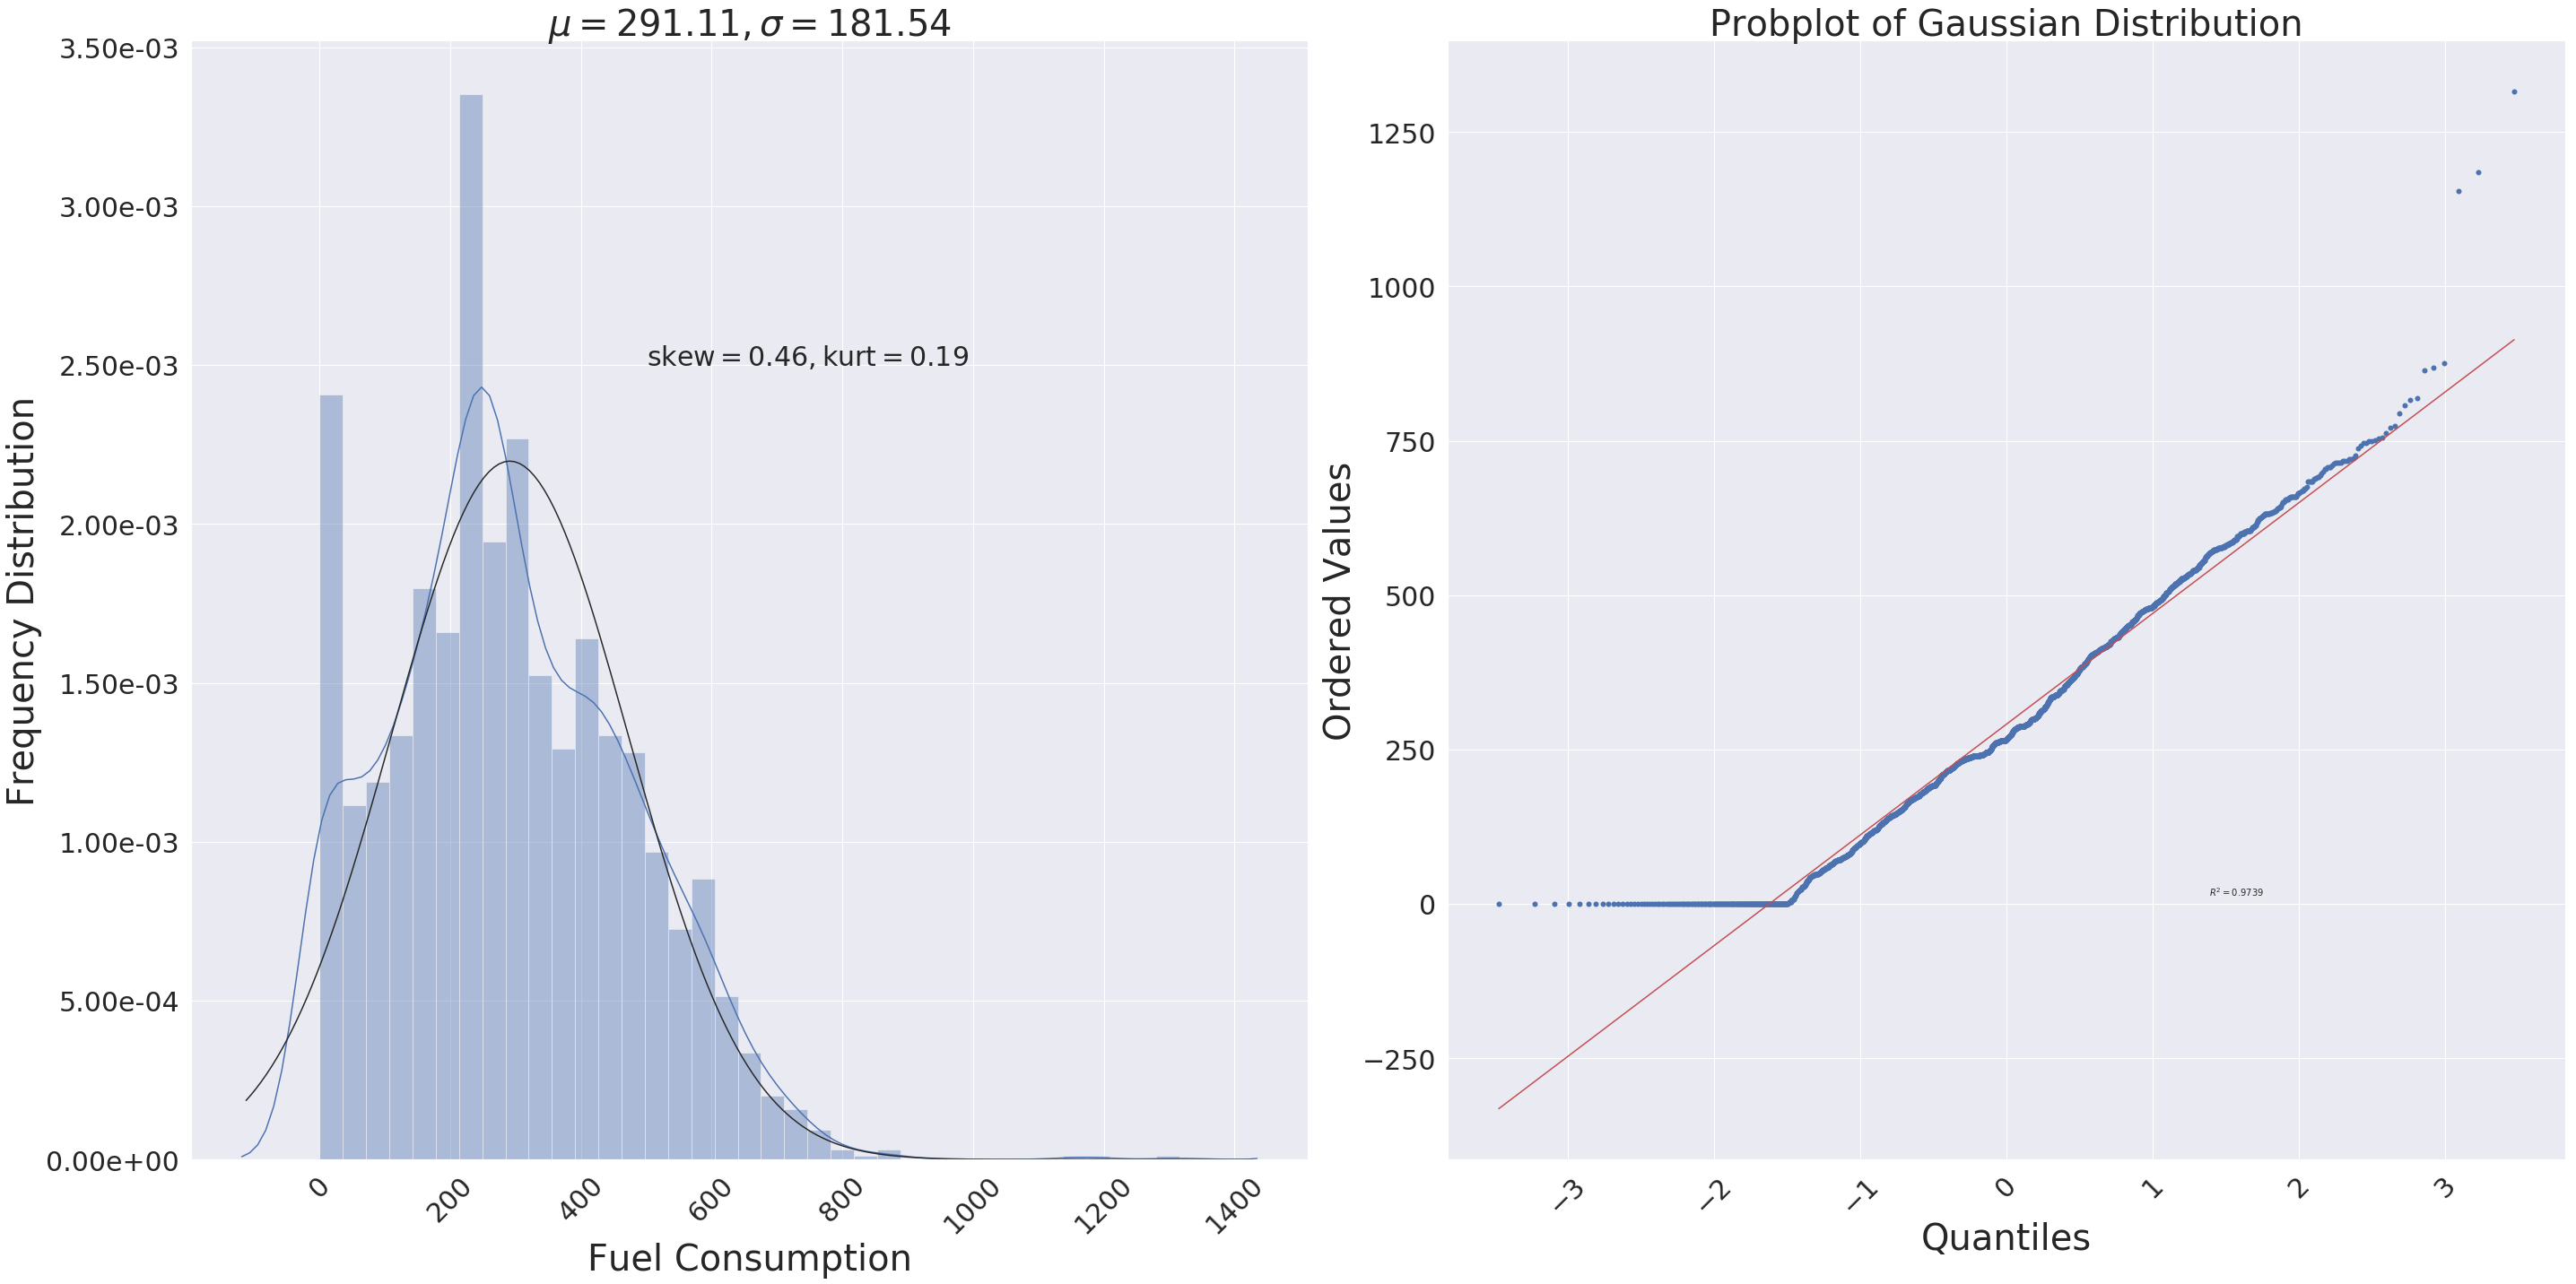 μ = 291.11, σ = 181.54
3.50e-03
3.00e-03
2.50e-03
2.00e-03
1.50e-03
1.00e-03
5.00e-04
0.00e+00
Frequency Distribution
skew = 0.46, kurt = 0.19
0 200 400 600 800 1000 1200 1400
Fuel Consumption
Probplot of Gaussian Distribution
1250
1000
750
500
250
0
−250
Ordered Values
R² = 0.9739
−3 −2 −1 0 1 2 3
Quantiles